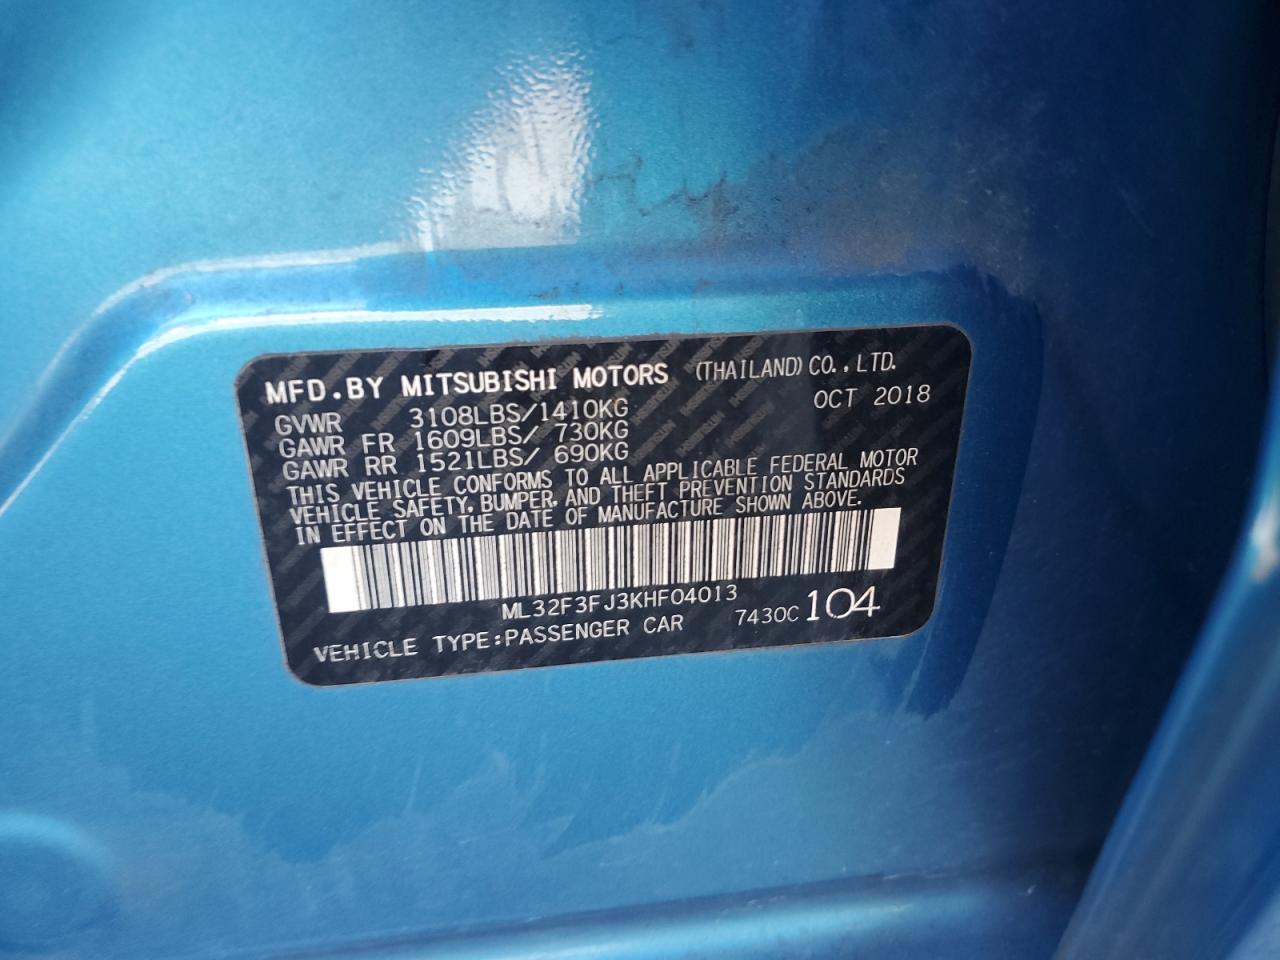 MFD.BY MITSUBISHI MOTORS (THAILAND) CO.,LTD.
GVWR 3108LBS/1410KG OCT 2018
GAWR FR 1609LBS/ 730KG
GAWR RR 1521LBS/ 690KG
THIS VEHICLE CONFORMS TO ALL APPLICABLE FEDERAL MOTOR
VEHICLE SAFETY, BUMPER, AND THEFT PREVENTION STANDARDS
IN EFFECT ON THE DATE OF MANUFACTURE SHOWN ABOVE.
ML32F3FJ3KHF04013
VEHICLE TYPE:PASSENGER CAR 7430C 104